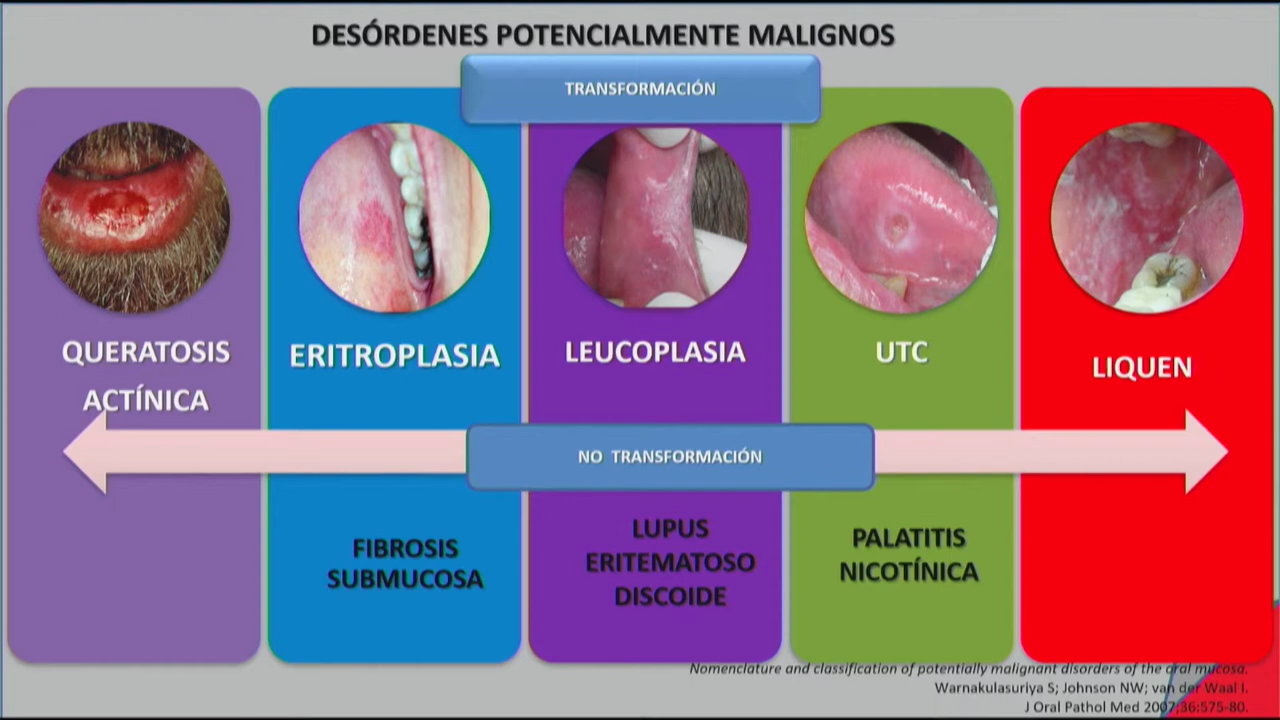 DESÓRDENES POTENCIALMENTE MALIGNOS
TRANSFORMACIÓN
QUERATOSIS
ACTÍNICA
ERITROPLASIA
LEUCOPLASIA
UTC
LIQUEN
NO TRANSFORMACIÓN
FIBROSIS
SUBMUCOSA
LUPUS
ERITEMATOSO
DISCOIDE
PALATITIS
NICOTÍNICA
Nomenclature and classification of potentially malignant disorders of the oral mucosa.
Warnakulasuriya S; Johnson NW; van der Waal I.
J Oral Pathol Med 2007;36:575-80.